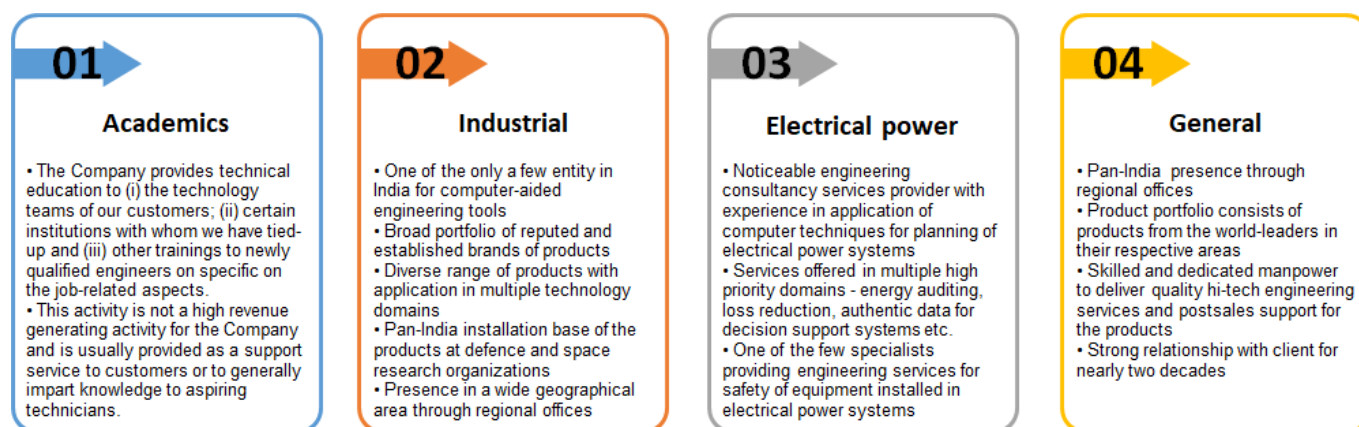 01
Academics
• The Company provides technical
education to (i) the technology
teams of our customers; (ii) certain
institutions with whom we have tied-
up and (iii) other trainings to newly
qualified engineers on specific on
the job-related aspects.
• This activity is not a high revenue
generating activity for the Company
and is usually provided as a support
service to customers or to generally
impart knowledge to aspiring
technicians.
02
Industrial
• One of the only a few entity in
India for computer-aided
engineering tools
• Broad portfolio of reputed and
established brands of products
• Diverse range of products with
application in multiple technology
domains
• Pan-India installation base of the
products at defence and space
research organizations
• Presence in a wide geographical
area through regional offices
03
Electrical power
• Noticeable engineering
consultancy services provider with
experience in application of
computer techniques for planning of
electrical power systems
• Services offered in multiple high
priority domains - energy auditing,
loss reduction, authentic data for
decision support systems etc.
• One of the few specialists
providing engineering services for
safety of equipment installed in
electrical power systems
04
General
• Pan-India presence through
regional offices
• Product portfolio consists of
products from the world-leaders in
their respective areas
• Skilled and dedicated manpower
to deliver quality hi-tech engineering
services and postsales support for
the products
• Strong relationship with client for
nearly two decades